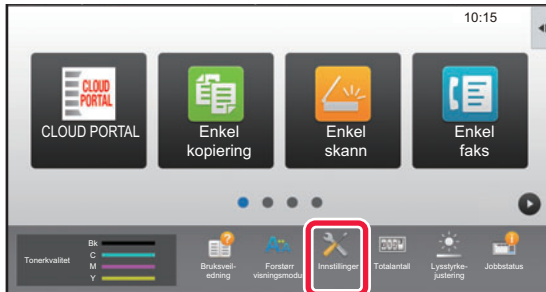 10:15
CLOUD
PORTAL
CLOUD PORTAL
Enkel
kopiering
Enkel
skann
Enkel
faks
Tonerkvalitet
Bk
C
M
Y
Bruksveil-
edning
Forstørr
visningsmodus
Innstillinger
Totalantall
Lysstyrke-
justering
Jobbstatus